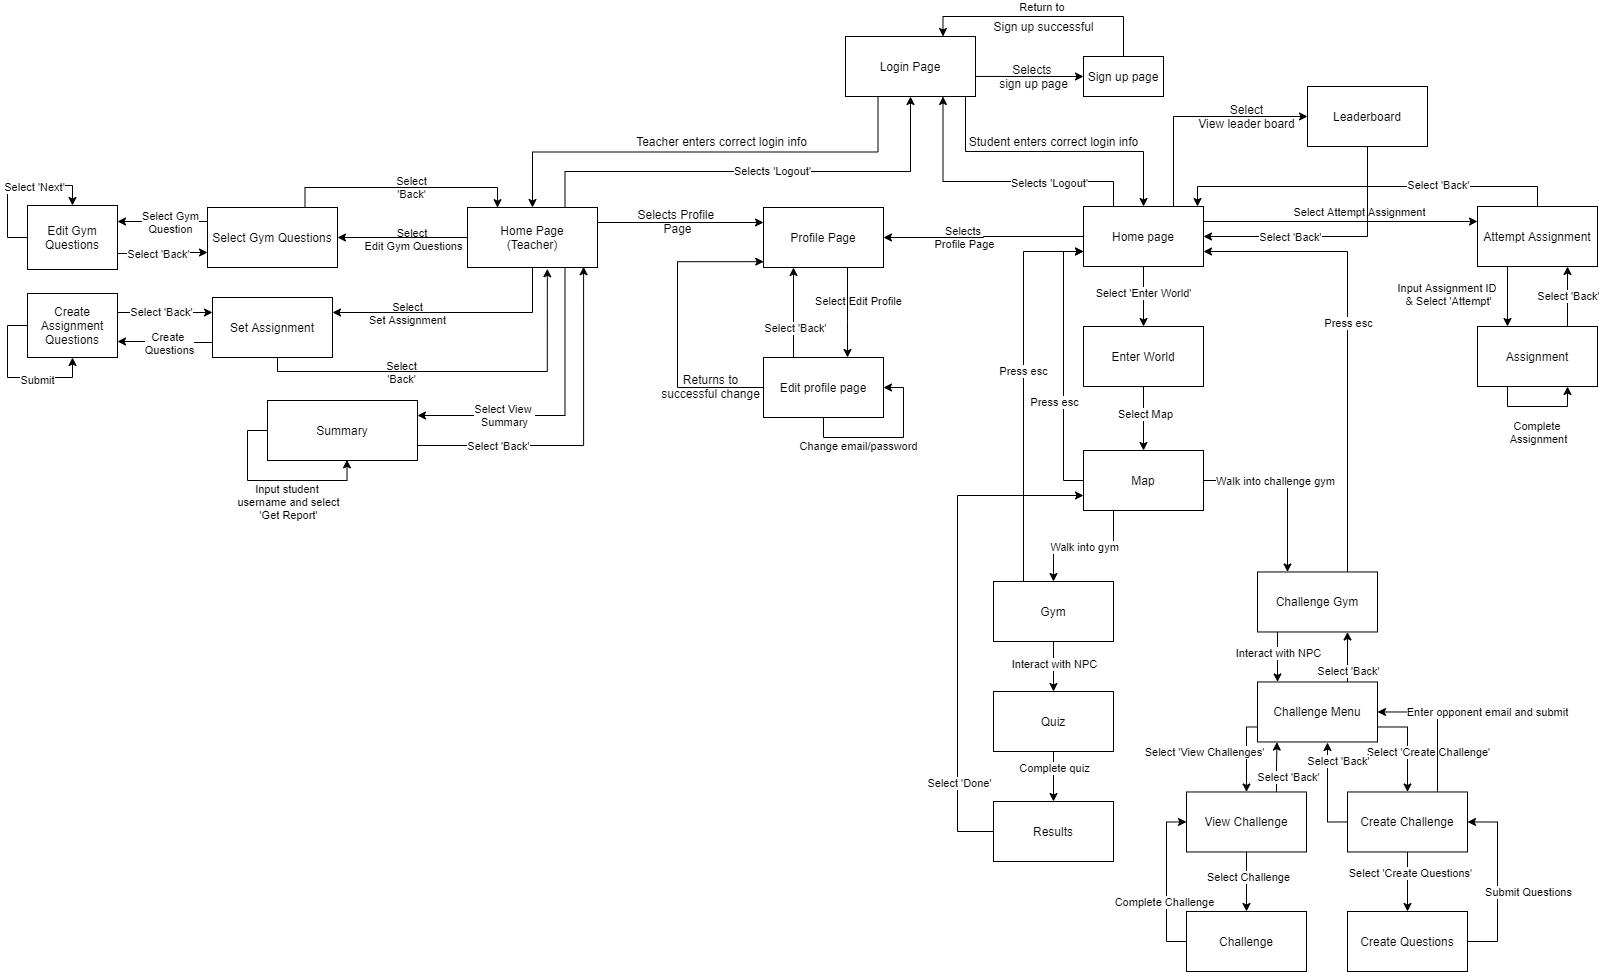 Return to
Sign up successful
Login Page
Selects
sign up page
Sign up page
Select
View leader board
Leaderboard
Teacher enters correct login info
Student enters correct login info
Selects 'Logout'
Selects 'Logout'
Select 'Next'
Edit Gym
Questions
Select Gym
Question
Select 'Back'
Select Gym Questions
Select
'Back'
Select
Edit Gym Questions
Home Page
(Teacher)
Selects Profile
Page
Profile Page
Selects
Profile Page
Home page
Select Attempt Assignment
Select 'Back'
Select 'Back'
Attempt Assignment
Create
Assignment
Questions
Select 'Back'
Create
Questions
Submit
Set Assignment
Select
Set Assignment
Select
'Back'
Select Edit Profile
Select 'Back'
Edit profile page
Returns to
successful change
Change email/password
Select 'Enter World'
Enter World
Press esc
Press esc
Press esc
Input Assignment ID
& Select 'Attempt'
Select 'Back'
Assignment
Complete
Assignment
Summary
Select View
Summary
Select 'Back'
Input student
username and select
'Get Report'
Select Map
Map
Walk into challenge gym
Walk into gym
Gym
Interact with NPC
Quiz
Complete quiz
Select 'Done'
Results
Challenge Gym
Interact with NPC
Select 'Back'
Challenge Menu
Enter opponent email and submit
Select 'View Challenges'
Select 'Back'
Select 'Back'
Select 'Create Challenge'
View Challenge
Create Challenge
Select Challenge
Complete Challenge
Challenge
Select 'Create Questions'
Submit Questions
Create Questions